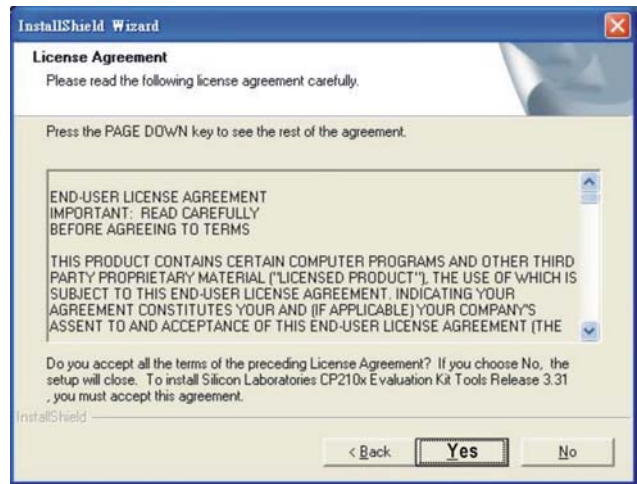 InstallShield Wizard
License Agreement
Please read the following license agreement carefully.
Press the PAGE DOWN key to see the rest of the agreement.
END-USER LICENSE AGREEMENT
IMPORTANT: READ CAREFULLY
BEFORE AGREEING TO TERMS
THIS PRODUCT CONTAINS CERTAIN COMPUTER PROGRAMS AND OTHER THIRD
PARTY PROPRIETARY MATERIAL ("LICENSED PRODUCT"), THE USE OF WHICH IS
SUBJECT TO THIS END-USER LICENSE AGREEMENT. INDICATING YOUR
AGREEMENT CONSTITUTES YOUR AND (IF APPLICABLE) YOUR COMPANY'S
ASSENT TO AND ACCEPTANCE OF THIS END-USER LICENSE AGREEMENT (THE
Do you accept all the terms of the preceding License Agreement? If you choose No, the
setup will close. To install Silicon Laboratories CP210x Evaluation Kit Tools Release 3.31
, you must accept this agreement.
InstallShield
< Back Yes No